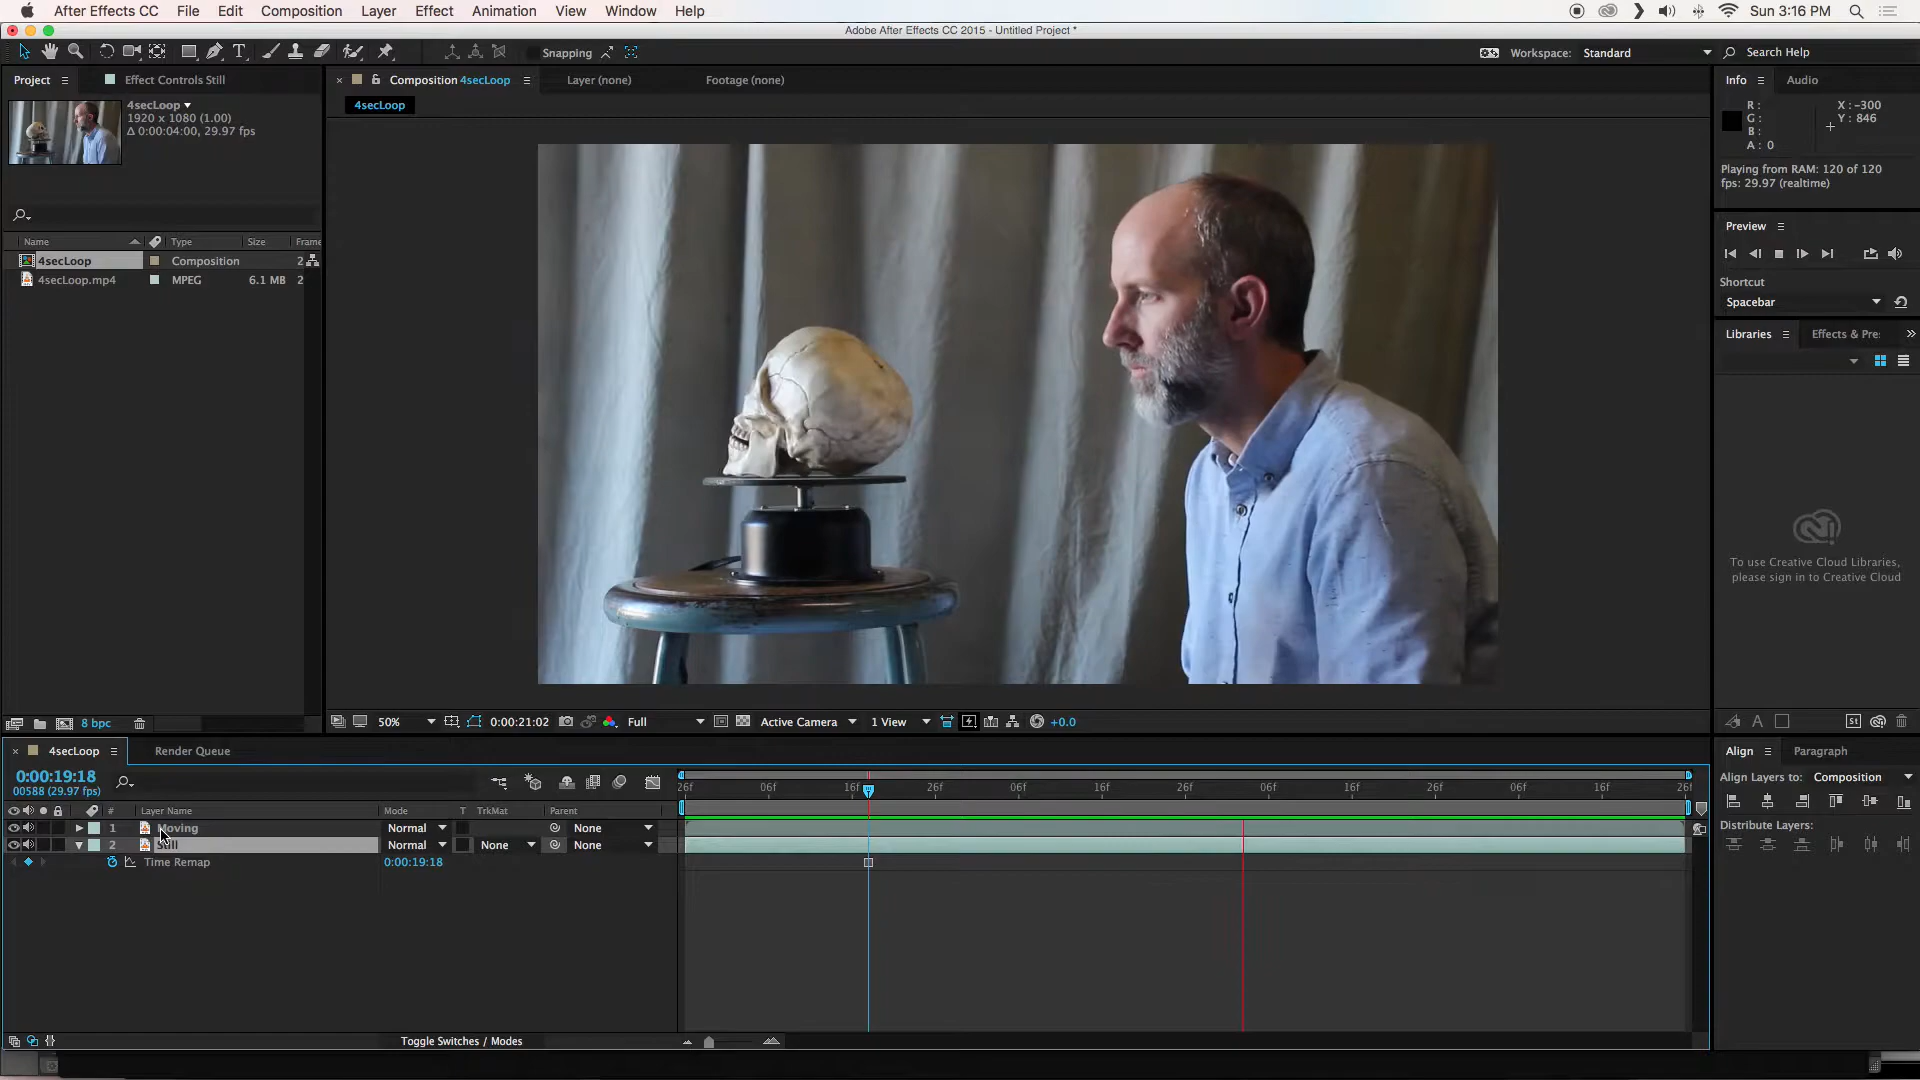 After Effects CC File Edit Composition Layer Effect Animation View Window Help Sun 3:16 PM
Adobe After Effects CC 2015 - Untitled Project *
Snapping Workspace: Standard Search Help
Project Effect Controls Still
Composition 4secLoop Layer (none) Footage (none)
Info Audio
4secLoop
1920 x 1080 (1.00)
Δ 0:00:04:00, 29.97 fps
4secLoop
R :
G :
B :
A : 0
X : -300
Y : 846
Playing from RAM: 120 of 120
fps: 29.97 (realtime)
Preview
Shortcut
Spacebar
Name Type Size Frame
4secLoop Composition 2
4secLoop.mp4 MPEG 6.1 MB 2
Libraries Effects & Pre:
To use Creative Cloud Libraries,
please sign in to Creative Cloud
8 bpc
50% 0:00:21:02 Full Active Camera 1 View +0.0
St
4secLoop Render Queue
Align Paragraph
0:00:19:18
00588 (29.97 fps)
26f 06f 16f 26f 06f 16f 26f 06f 16f 26f 06f 16f 26f
Align Layers to: Composition
# Layer Name Mode T TrkMat Parent
1 Moving Normal None
2 Still Normal None None
Time Remap 0:00:19:18
Distribute Layers:
Toggle Switches / Modes